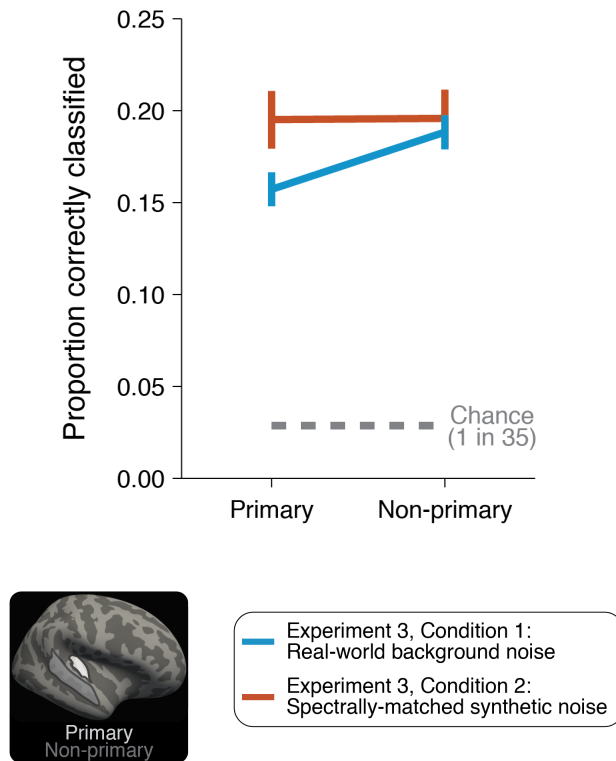 0.25
0.20
0.15
0.10
0.05
0.00
Proportion correctly classified
Chance
(1 in 35)
Primary
Non-primary
Primary
Non-primary
Experiment 3, Condition 1:
Real-world background noise
Experiment 3, Condition 2:
Spectrally-matched synthetic noise